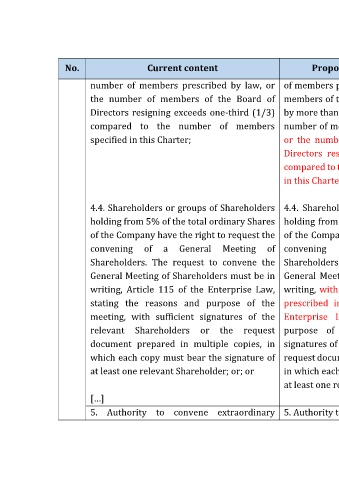 No. Current content Propo
number of members prescribed by law, or
the number of members of the Board of
Directors resigning exceeds one-third (1/3)
compared to the number of members
specified in this Charter;
4.4. Shareholders or groups of Shareholders
holding from 5% of the total ordinary Shares
of the Company have the right to request the
convening of a General Meeting of
Shareholders. The request to convene the
General Meeting of Shareholders must be in
writing, Article 115 of the Enterprise Law,
stating the reasons and purpose of the
meeting, with sufficient signatures of the
relevant Shareholders or the request
document prepared in multiple copies, in
which each copy must bear the signature of
at least one relevant Shareholder; or; or
[...]
5. Authority to convene extraordinary
of members p
members of t
by more than
number of me
or the numb
Directors res
compared to t
in this Charte
4.4. Sharehol
holding from
of the Compa
convening
Shareholders
General Meet
writing, with
prescribed in
Enterprise L
purpose of
signatures of
request docum
in which each
at least one re
5. Authority t